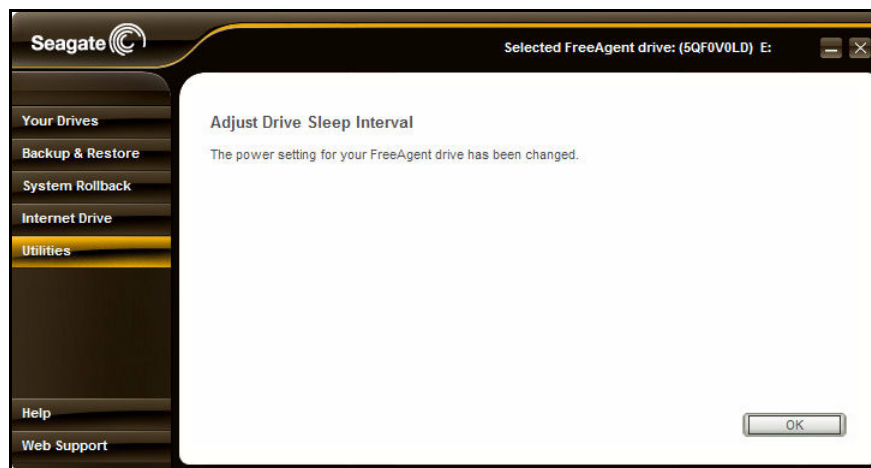 Seagate
Selected FreeAgent drive: (5QF0V0LD) E:
Your Drives
Backup & Restore
System Rollback
Internet Drive
Utilities
Help
Web Support
Adjust Drive Sleep Interval
The power setting for your FreeAgent drive has been changed.
OK